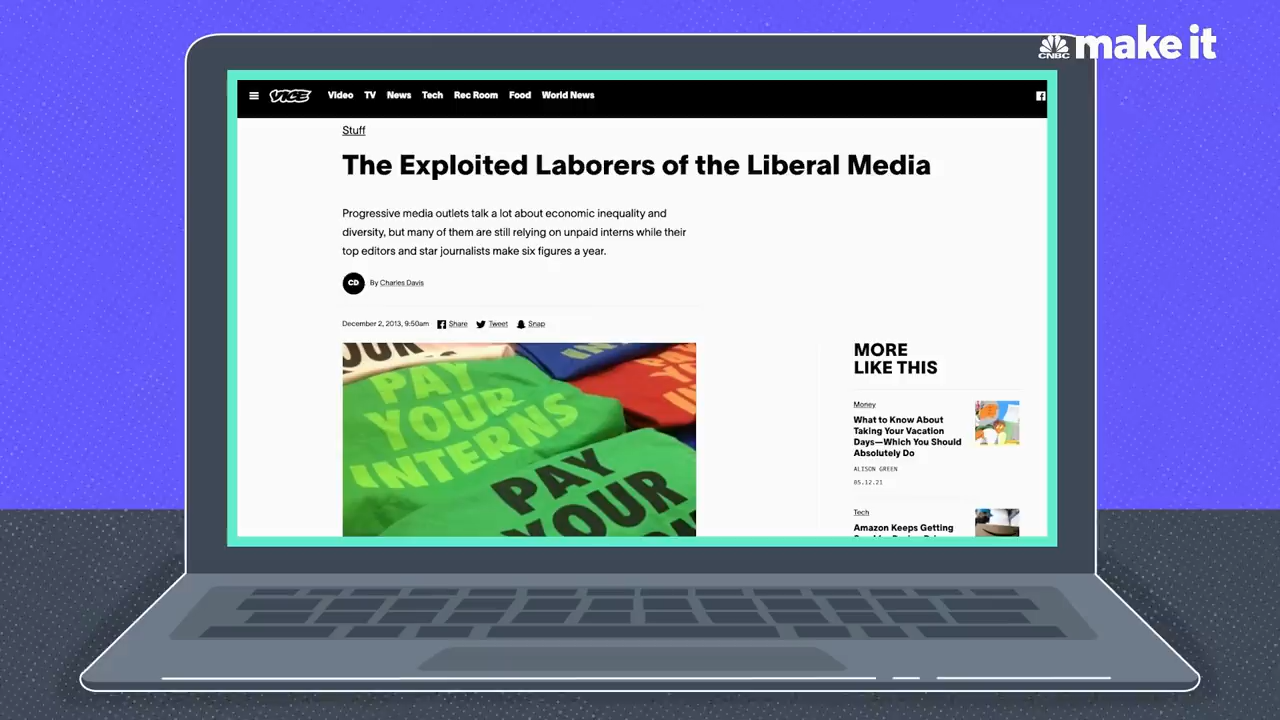 CNBC make it
VICE Video TV News Tech Rec Room Food World News
Stuff
The Exploited Laborers of the Liberal Media
Progressive media outlets talk a lot about economic inequality and
diversity, but many of them are still relying on unpaid interns while their
top editors and star journalists make six figures a year.
CD By Charles Davis
December 2, 2013, 9:50am Share Tweet Snap
OUR
PAY
YOUR
INTERNS
PAY
YOUR
MORE
LIKE THIS
Money
What to Know About
Taking Your Vacation
Days—Which You Should
Absolutely Do
ALISON GREEN
05.12.21
Tech
Amazon Keeps Getting